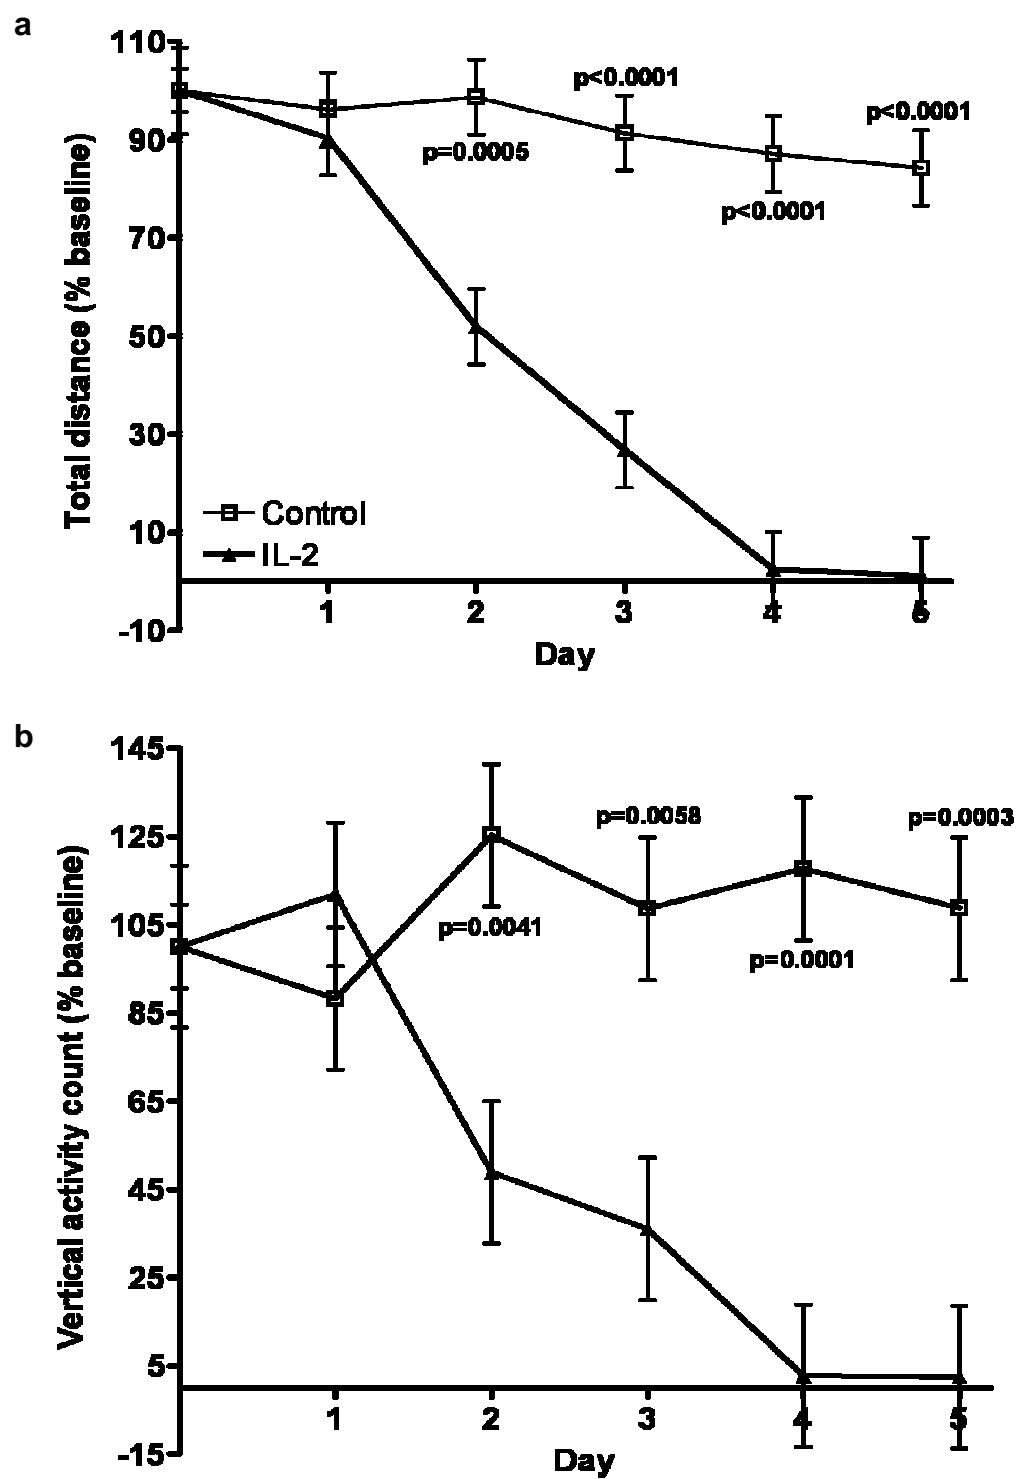 a
Total distance (% baseline)
110
90
70
50
30
10
-10
p=0.0005
p<0.0001
p<0.0001
p<0.0001
Control
IL-2
1 2 3 4 5
Day
b
Vertical activity count (% baseline)
145
125
105
85
65
45
25
5
-15
p=0.0041
p=0.0058
p=0.0001
p=0.0003
1 2 3 4 5
Day